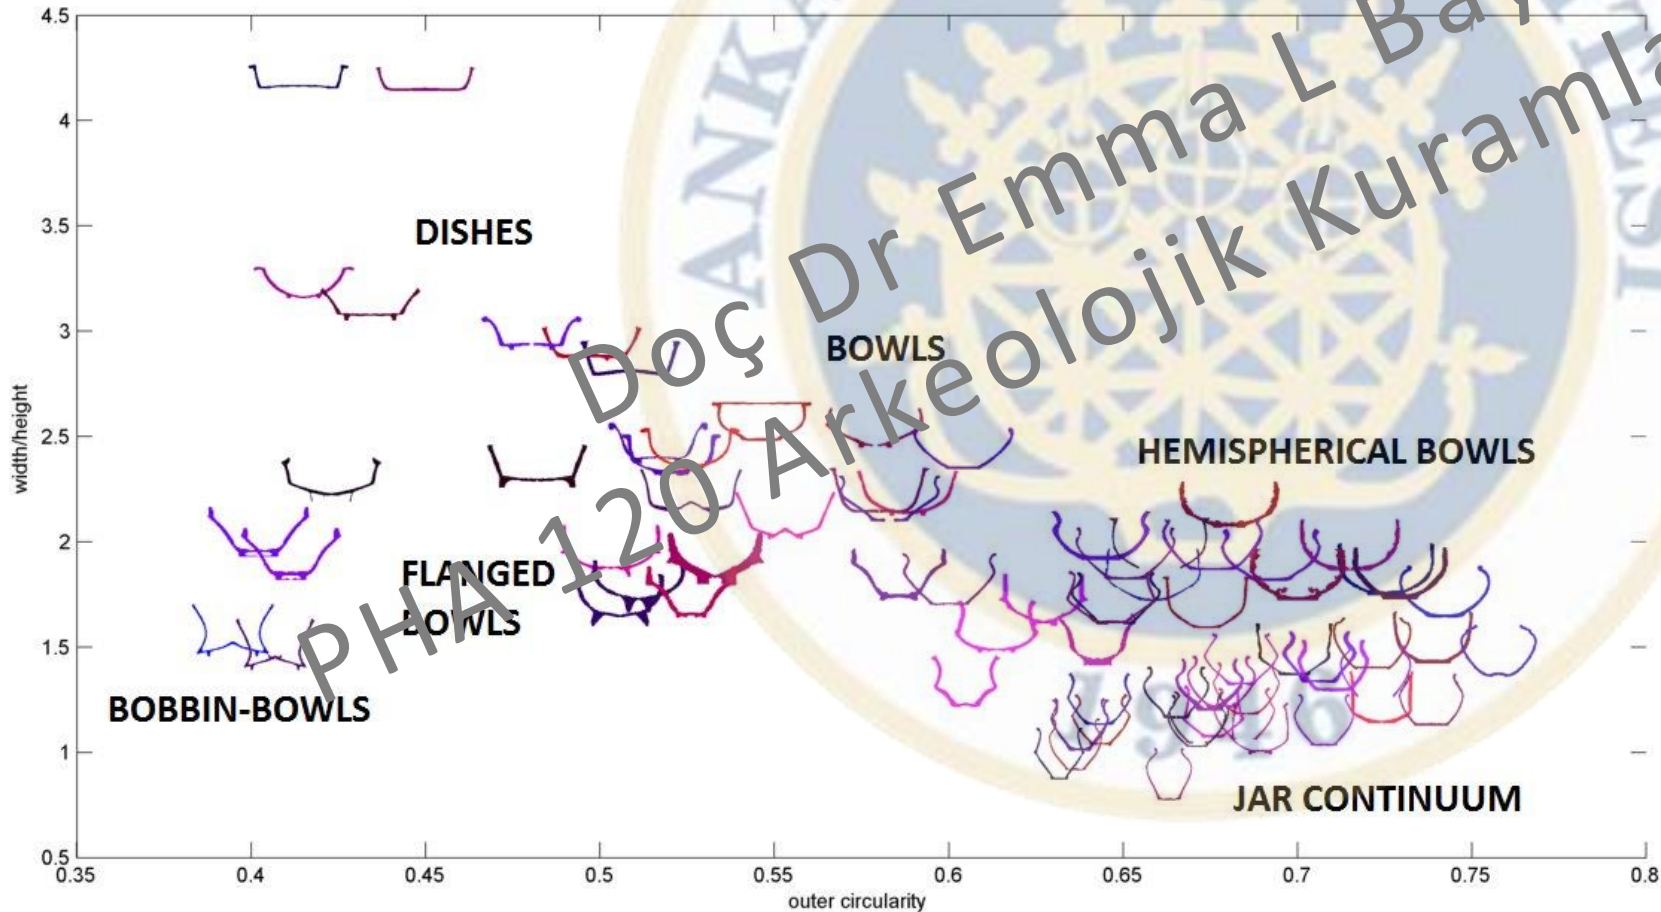 4.5
4
3.5
3
2.5
2
1.5
1
0.5
width/height
DISHES
BOWLS
HEMISPHERICAL BOWLS
FLANGED
BOWLS
BOBBIN-BOWLS
JAR CONTINUUM
0.35 0.4 0.45 0.5 0.55 0.6 0.65 0.7 0.75 0.8
outer circularity
Doç Dr Emma L
PHA 120 Arkeolojik
1946